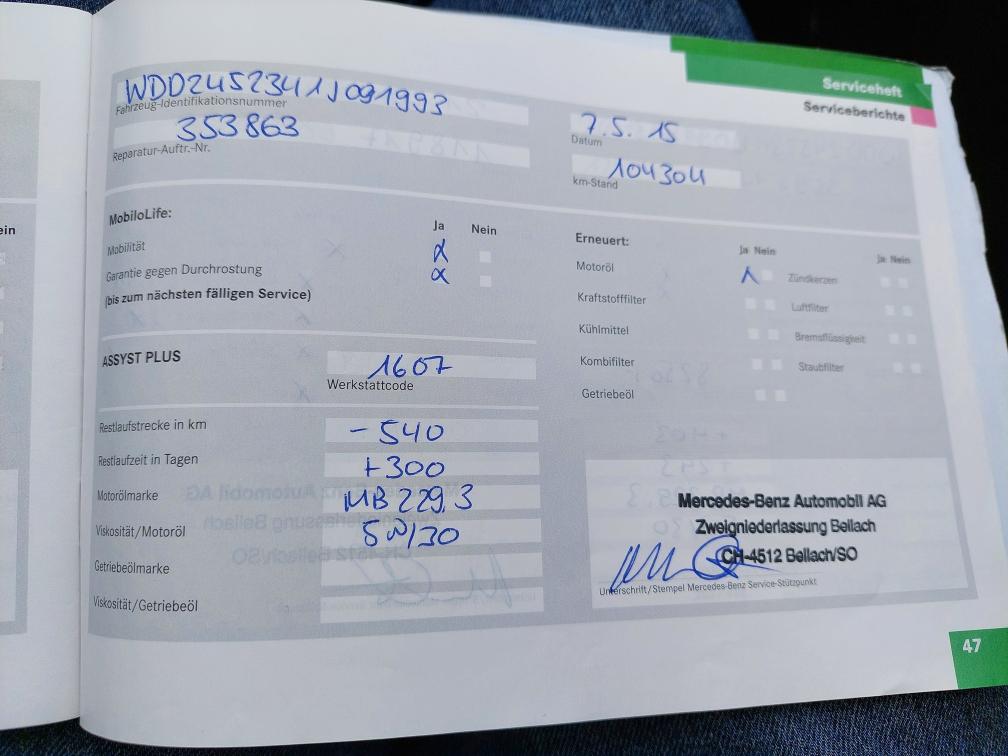 Serviceheft
Serviceberichte
WDD2452341J091993
Fahrzeug-Identifikationsnummer
353863
Reparatur-Auftr.-Nr.
7.5.15
Datum
104304
km-Stand
MobiloLife:
Ja Nein
Mobilität
Garantie gegen Durchrostung
(bis zum nächsten fälligen Service)
Erneuert:
Ja Nein
Ja Nein
Motoröl
Zündkerzen
Kraftstofffilter
Luftfilter
Kühlmittel
Bremsflüssigkeit
Kombifilter
Staubfilter
Getriebeöl
ASSYST PLUS
1607
Werkstattcode
Restlaufstrecke in km
- 540
Restlaufzeit in Tagen
+300
Motorölmarke
MB 229.3
Viskosität/Motoröl
5W/30
Getriebeölmarke
Viskosität/Getriebeöl
Mercedes-Benz Automobil AG
Zweigniederlassung Bellach
CH-4512 Bellach/SO
Unterschrift/Stempel Mercedes-Benz Service-Stützpunkt
47